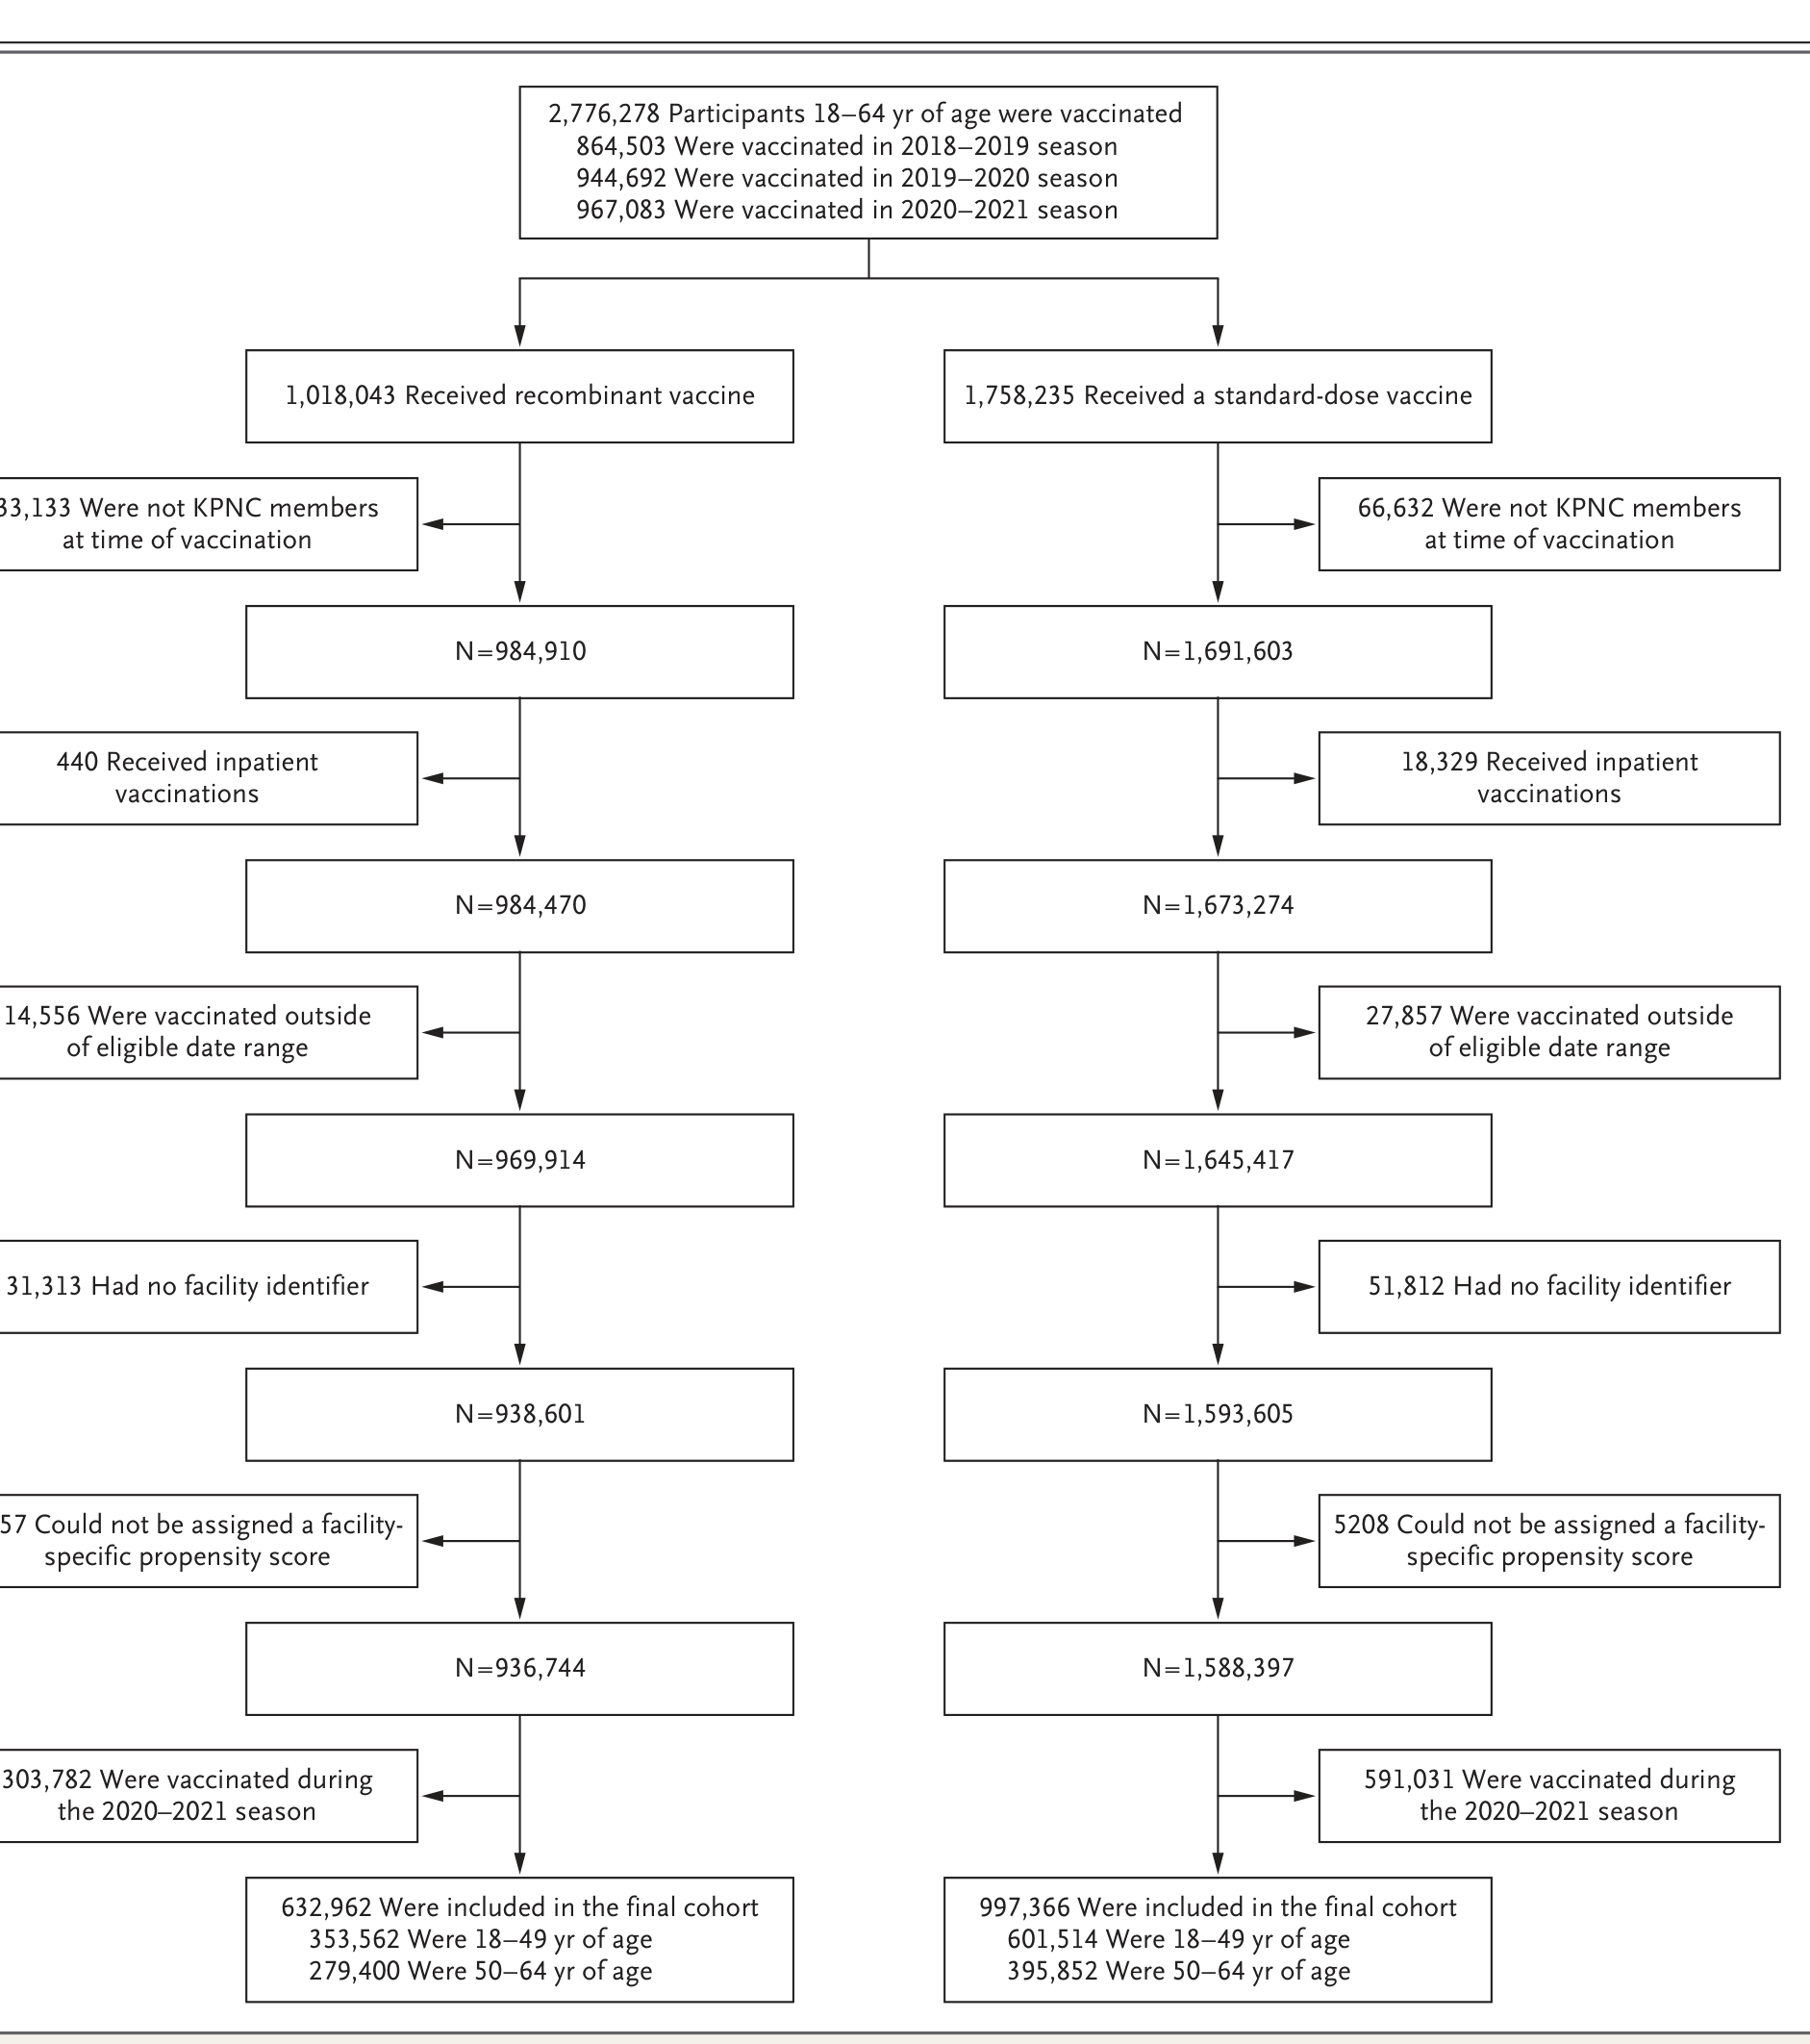 2,776,278 Participants 18–64 yr of age were vaccinated
864,503 Were vaccinated in 2018–2019 season
944,692 Were vaccinated in 2019–2020 season
967,083 Were vaccinated in 2020–2021 season
1,018,043 Received recombinant vaccine
1,758,235 Received a standard-dose vaccine
33,133 Were not KPNC members
at time of vaccination
66,632 Were not KPNC members
at time of vaccination
N=984,910
N=1,691,603
440 Received inpatient
vaccinations
18,329 Received inpatient
vaccinations
N=984,470
N=1,673,274
14,556 Were vaccinated outside
of eligible date range
27,857 Were vaccinated outside
of eligible date range
N=969,914
N=1,645,417
31,313 Had no facility identifier
51,812 Had no facility identifier
N=938,601
N=1,593,605
57 Could not be assigned a facility-
specific propensity score
5208 Could not be assigned a facility-
specific propensity score
N=936,744
N=1,588,397
303,782 Were vaccinated during
the 2020–2021 season
591,031 Were vaccinated during
the 2020–2021 season
632,962 Were included in the final cohort
353,562 Were 18–49 yr of age
279,400 Were 50–64 yr of age
997,366 Were included in the final cohort
601,514 Were 18–49 yr of age
395,852 Were 50–64 yr of age